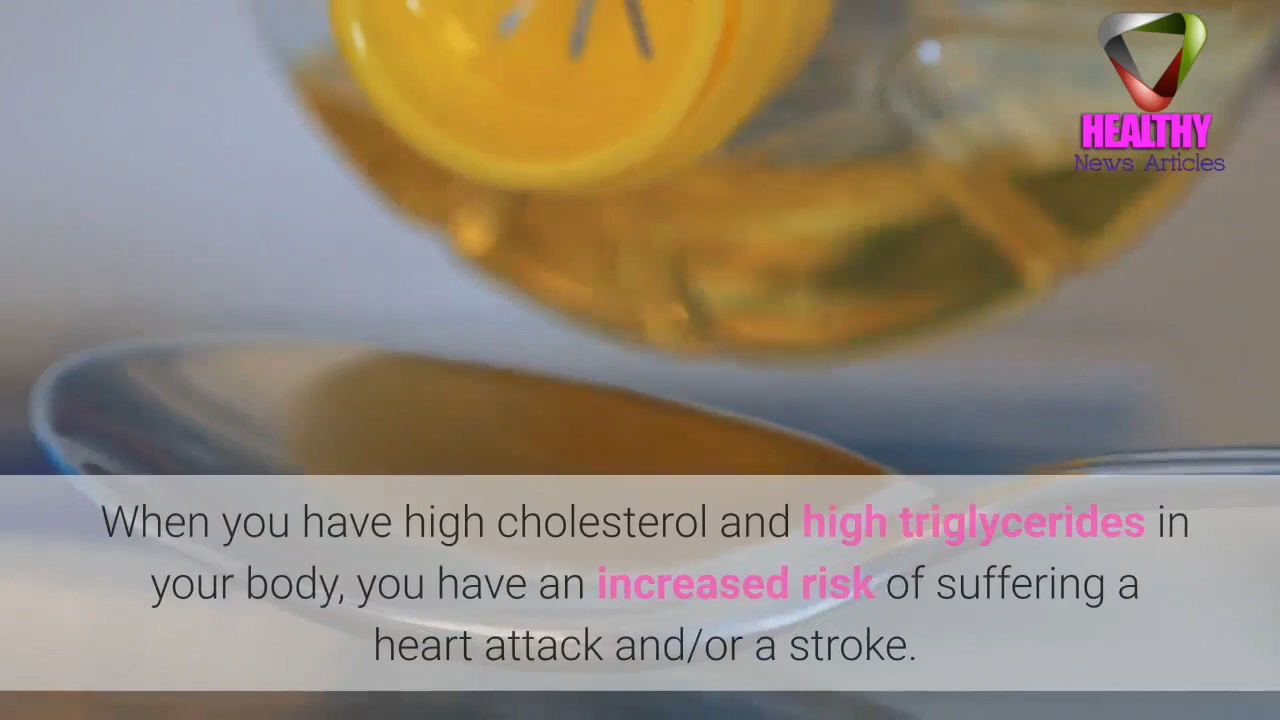 HEALTHY
News Articles
When you have high cholesterol and high triglycerides in
your body, you have an increased risk of suffering a
heart attack and/or a stroke.